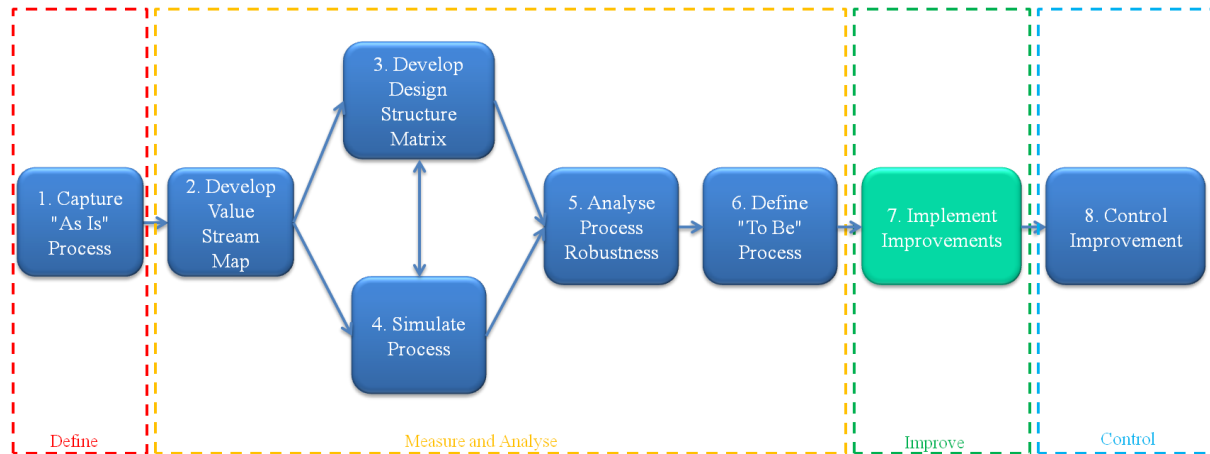 1. Capture
"As Is"
Process
2. Develop
Value
Stream
Map
3. Develop
Design
Structure
Matrix
4. Simulate
Process
5. Analyse
Process
Robustness
6. Define
"To Be"
Process
7. Implement
Improvements
8. Control
Improvement
Define
Measure and Analyse
Improve
Control